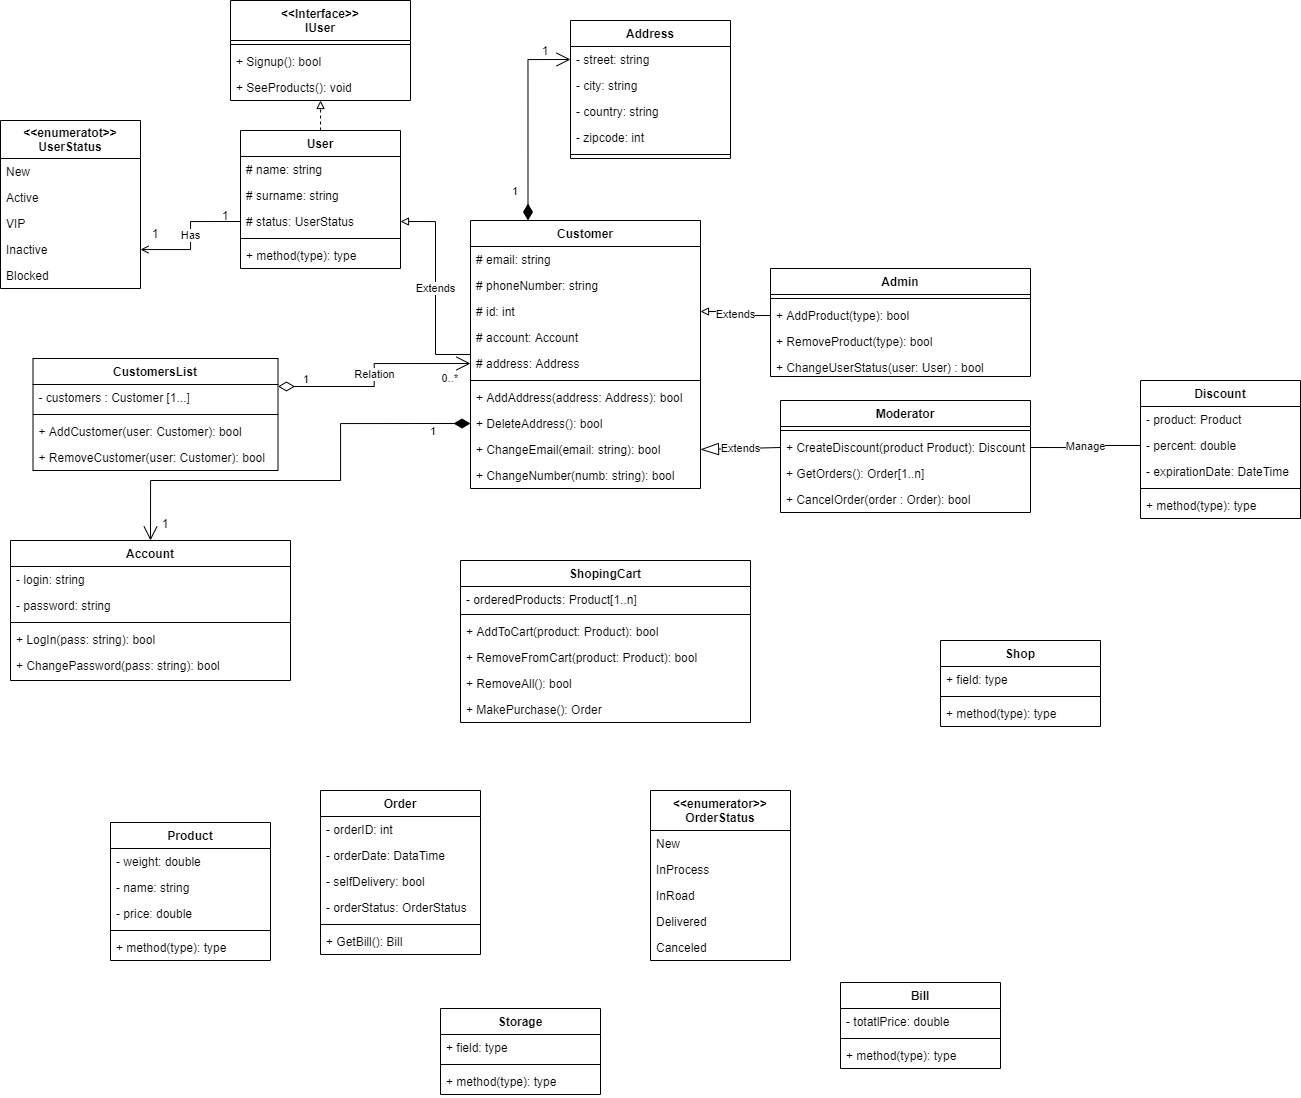 <<Interface>>
IUser
+ Signup(): bool
+ SeeProducts(): void
Address
- street: string
- city: string
- country: string
- zipcode: int
1
1
<<enumeratot>>
UserStatus
New
Active
VIP
Inactive
Blocked
1
Has
1
User
# name: string
# surname: string
# status: UserStatus
+ method(type): type
Extends
Customer
# email: string
# phoneNumber: string
# id: int
# account: Account
# address: Address
+ AddAddress(address: Address): bool
+ DeleteAddress(): bool
+ ChangeEmail(email: string): bool
+ ChangeNumber(numb: string): bool
Extends
Admin
+ AddProduct(type): bool
+ RemoveProduct(type): bool
+ ChangeUserStatus(user: User) : bool
CustomersList
- customers : Customer [1...]
+ AddCustomer(user: Customer): bool
+ RemoveCustomer(user: Customer): bool
1
Relation
0..*
1
1
Extends
Moderator
+ CreateDiscount(product Product): Discount
+ GetOrders(): Order[1..n]
+ CancelOrder(order : Order): bool
Manage
Discount
- product: Product
- percent: double
- expirationDate: DateTime
+ method(type): type
Account
- login: string
- password: string
+ LogIn(pass: string): bool
+ ChangePassword(pass: string): bool
ShopingCart
- orderedProducts: Product[1..n]
+ AddToCart(product: Product): bool
+ RemoveFromCart(product: Product): bool
+ RemoveAll(): bool
+ MakePurchase(): Order
Shop
+ field: type
+ method(type): type
Product
- weight: double
- name: string
- price: double
+ method(type): type
Order
- orderID: int
- orderDate: DataTime
- selfDelivery: bool
- orderStatus: OrderStatus
+ GetBill(): Bill
<<enumerator>>
OrderStatus
New
InProcess
InRoad
Delivered
Canceled
Storage
+ field: type
+ method(type): type
Bill
- totatlPrice: double
+ method(type): type